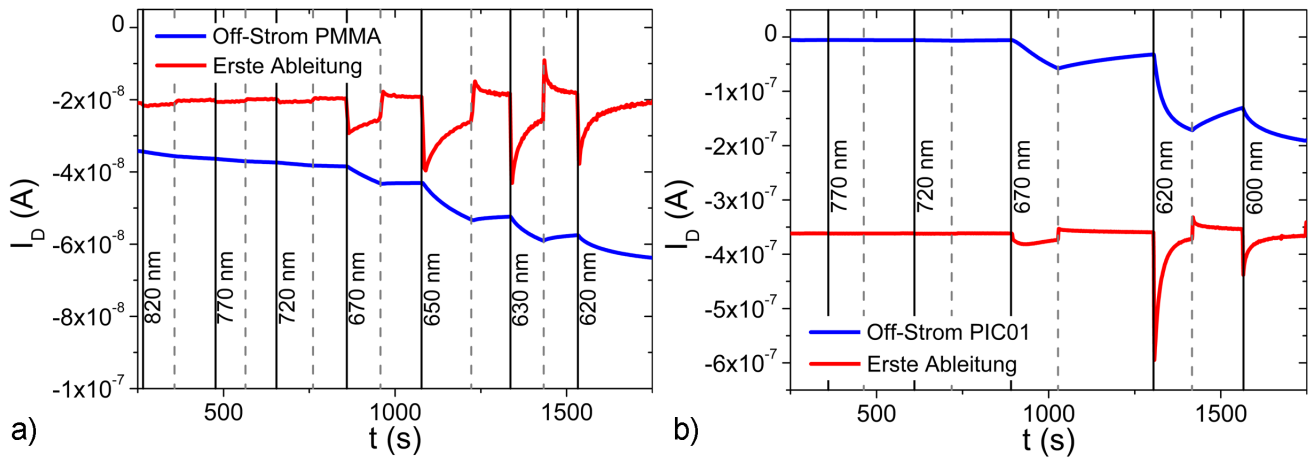 0
-2x10⁻⁸
-4x10⁻⁸
-6x10⁻⁸
-8x10⁻⁸
-1x10⁻⁷
I_D (A)
Off-Strom PMMA
Erste Ableitung
820 nm
770 nm
720 nm
670 nm
650 nm
630 nm
620 nm
500
1000
1500
t (s)
a)
0
-1x10⁻⁷
-2x10⁻⁷
-3x10⁻⁷
-4x10⁻⁷
-5x10⁻⁷
-6x10⁻⁷
I_D (A)
770 nm
720 nm
670 nm
620 nm
600 nm
Off-Strom PIC01
Erste Ableitung
500
1000
1500
t (s)
b)